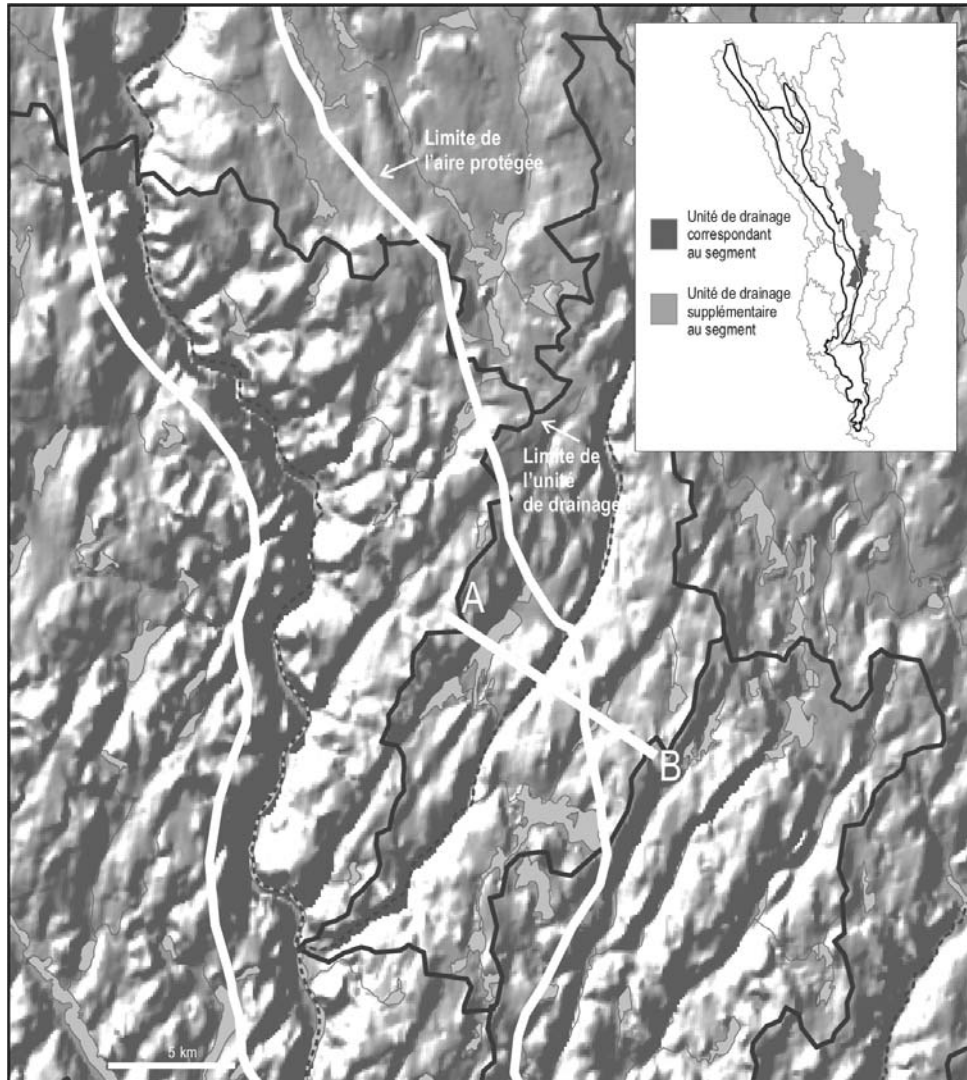 Limite de
l'aire protégée
Unité de drainage
correspondant
au segment
Unité de drainage
supplémentaire
au segment
Limite de
l'unité
de drainage
A
B
5 km